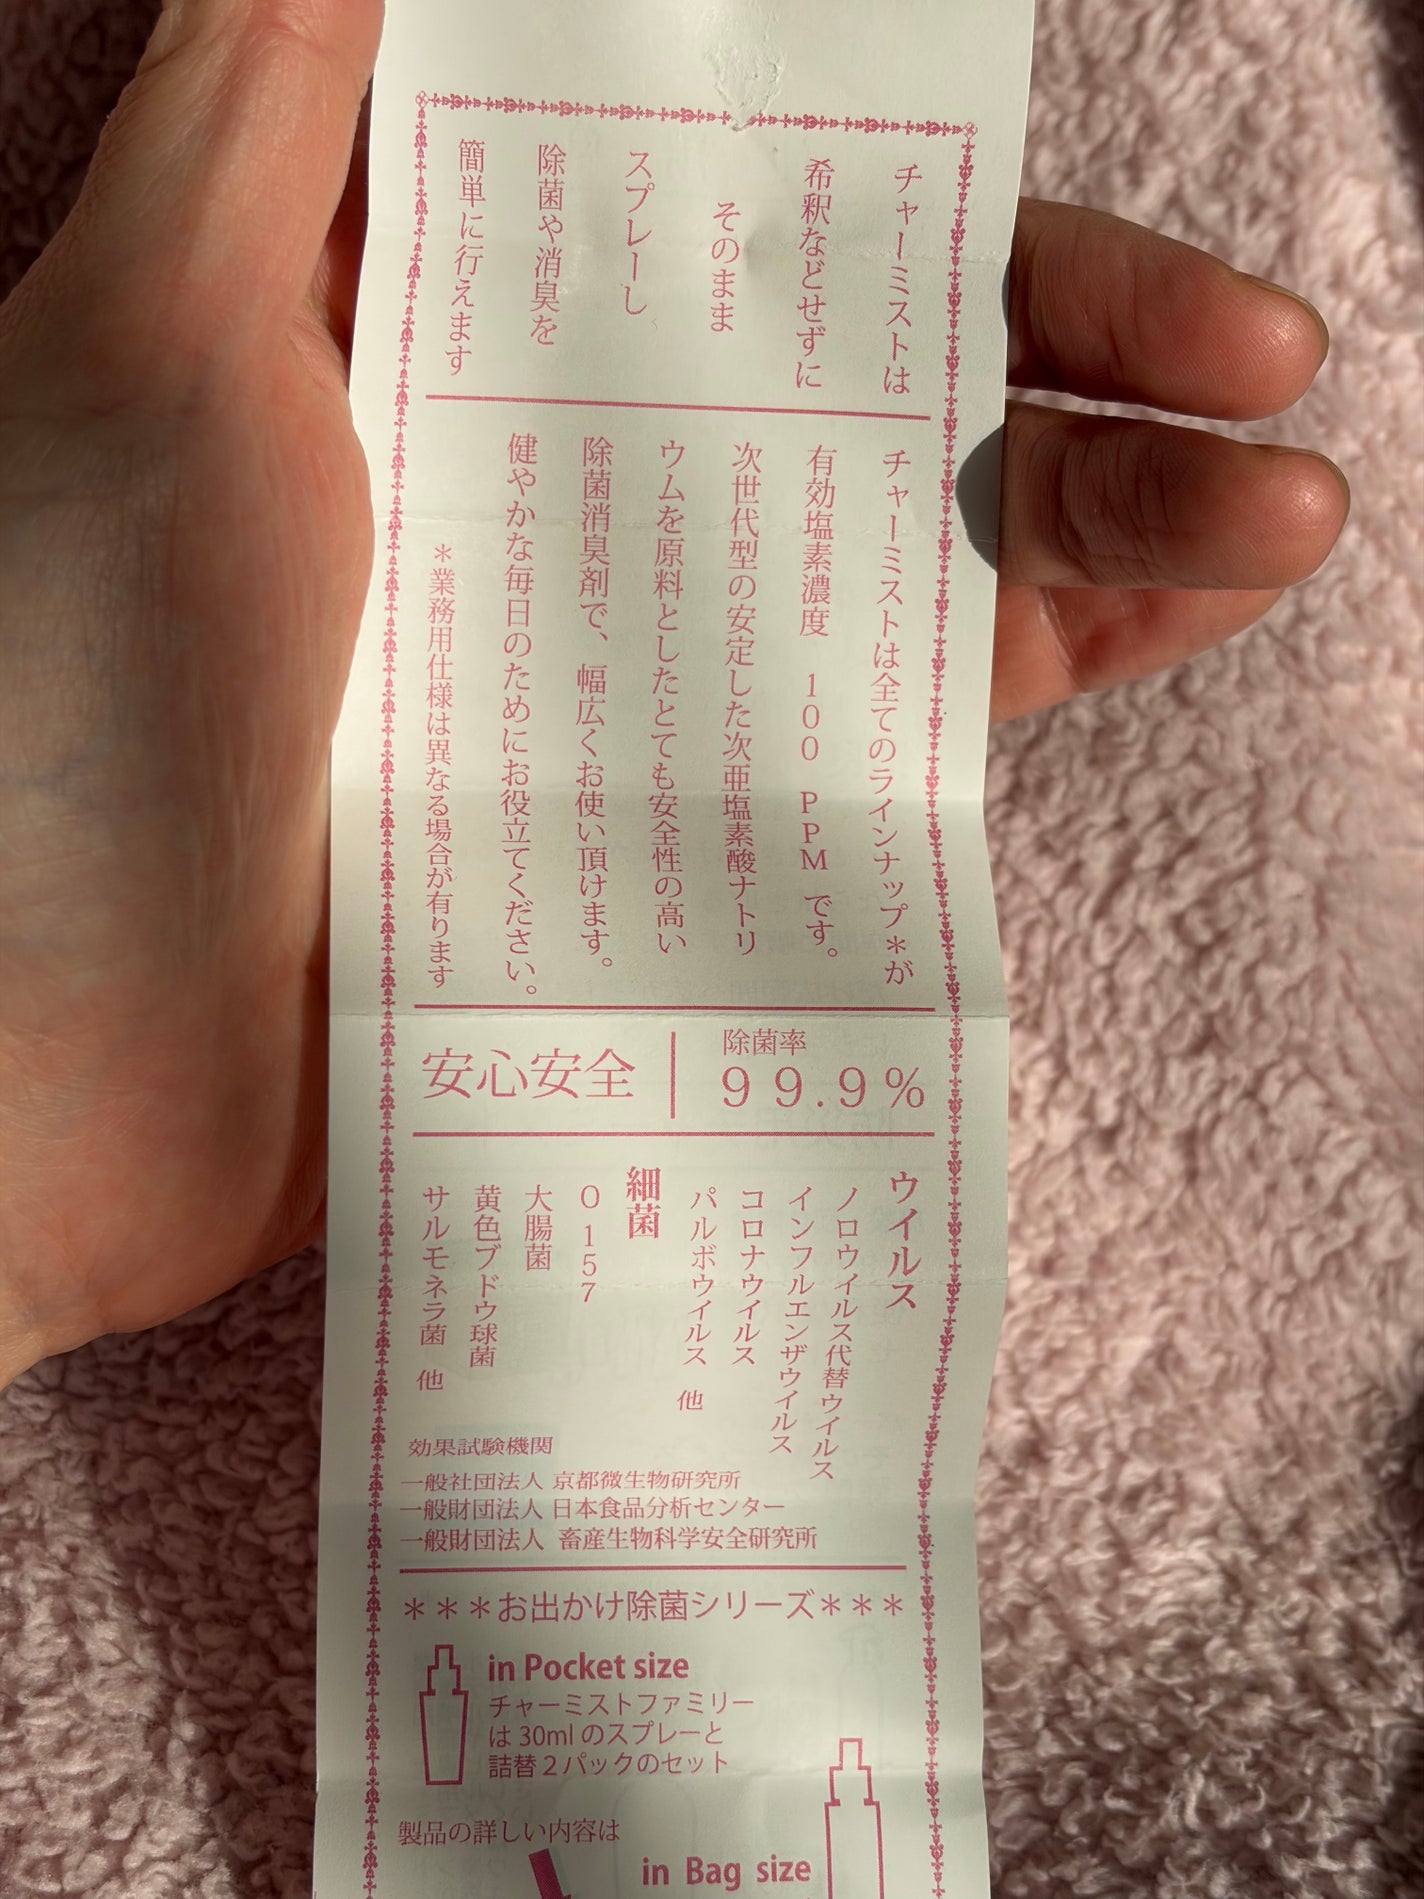 チャーミストは
希釈などせずに
そのまま
スプレーし
除菌や消臭を
簡単に行えます
チャーミストは全てのラインナップ＊が
有効塩素濃度 100 PPM です。
次世代型の安定した次亜塩素酸ナトリ
ウムを原料としたとても安全性の高い
除菌消臭剤で、幅広くお使い頂けます。
健やかな毎日のためにお役立てください。
＊業務用仕様は異なる場合が有ります
安心安全
除菌率
99.9%
ウイルス
ノロウイルス代替ウイルス
インフルエンザウイルス
コロナウイルス
パルボウイルス 他
細菌
O157
大腸菌
黄色ブドウ球菌
サルモネラ菌 他
効果試験機関
一般社団法人 京都微生物研究所
一般財団法人 日本食品分析センター
一般財団法人 畜産生物科学安全研究所
＊＊＊お出かけ除菌シリーズ＊＊＊
in Pocket size
チャーミストファミリー
は 30ml のスプレーと
詰替２パックのセット
製品の詳しい内容は
in Bag size